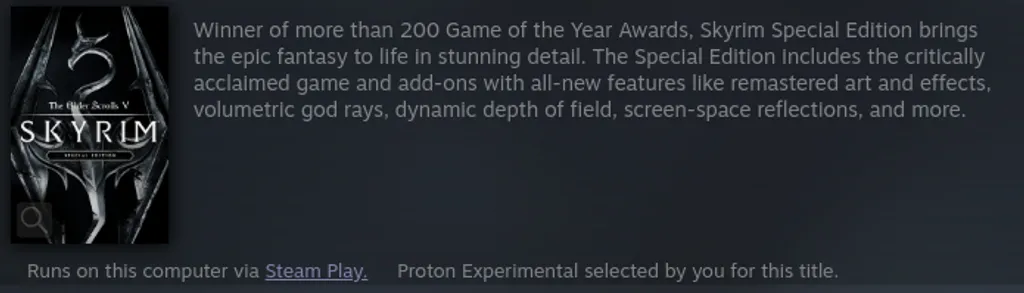 Winner of more than 200 Game of the Year Awards, Skyrim Special Edition brings
the epic fantasy to life in stunning detail. The Special Edition includes the critically
acclaimed game and add-ons with all-new features like remastered art and effects,
volumetric god rays, dynamic depth of field, screen-space reflections, and more.
The Elder Scrolls V
SKYRIM
SPECIAL EDITION
Runs on this computer via Steam Play. Proton Experimental selected by you for this title.